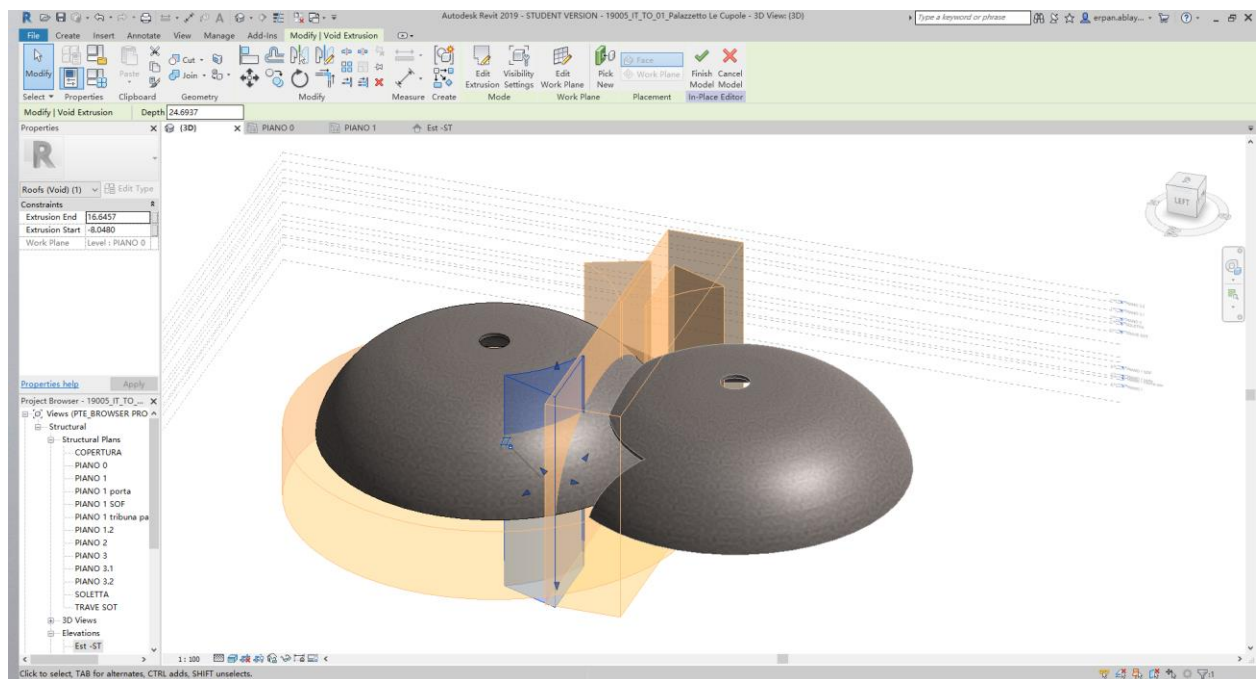 Autodesk Revit 2019 - STUDENT VERSION - 19005_IT_TO_01_Palazzetto Le Cupole - 3D View: {3D}
Type a keyword or phrase
erpan.ablay...
File Create Insert Annotate View Manage Add-Ins Modify | Void Extrusion
Modify
Paste
Cut
Join
Edit Extrusion
Visibility Settings
Edit Work Plane
Pick New
Face
Work Plane
Finish Model
Cancel Model
Select Properties Clipboard Geometry Modify Measure Create Mode Work Plane Placement In-Place Editor
Modify | Void Extrusion Depth 24.6937
Properties
{3D} PIANO 0 PIANO 1 Est -ST
R
Roofs (Void) (1) Edit Type
Constraints
Extrusion End 16.6457
Extrusion Start -8.0480
Work Plane Level : PIANO 0
LEFT
Properties help Apply
Project Browser - 19005_IT_TO_...
Views (PTE_BROWSER PRO
Structural
Structural Plans
COPERTURA
PIANO 0
PIANO 1
PIANO 1 porta
PIANO 1 SOF
PIANO 1 tribuna pa
PIANO 1.2
PIANO 2
PIANO 3
PIANO 3.1
PIANO 3.2
SOLETTA
TRAVE SOT
3D Views
Elevations
Est -ST
1 : 100
Click to select, TAB for alternates, CTRL adds, SHIFT unselects.
:1